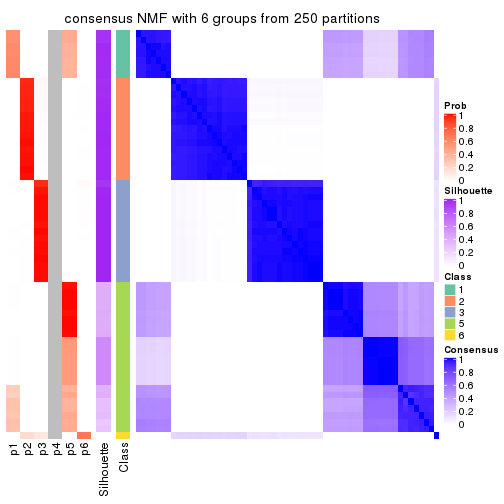 consensus NMF with 6 groups from 250 partitions
Prob
1
0.8
0.6
0.4
0.2
0
Silhouette
1
0.8
0.6
0.4
0.2
0
Class
1
2
3
5
6
Consensus
1
0.8
0.6
0.4
0.2
0
p1
p2
p3
p4
p5
p6
Silhouette
Class